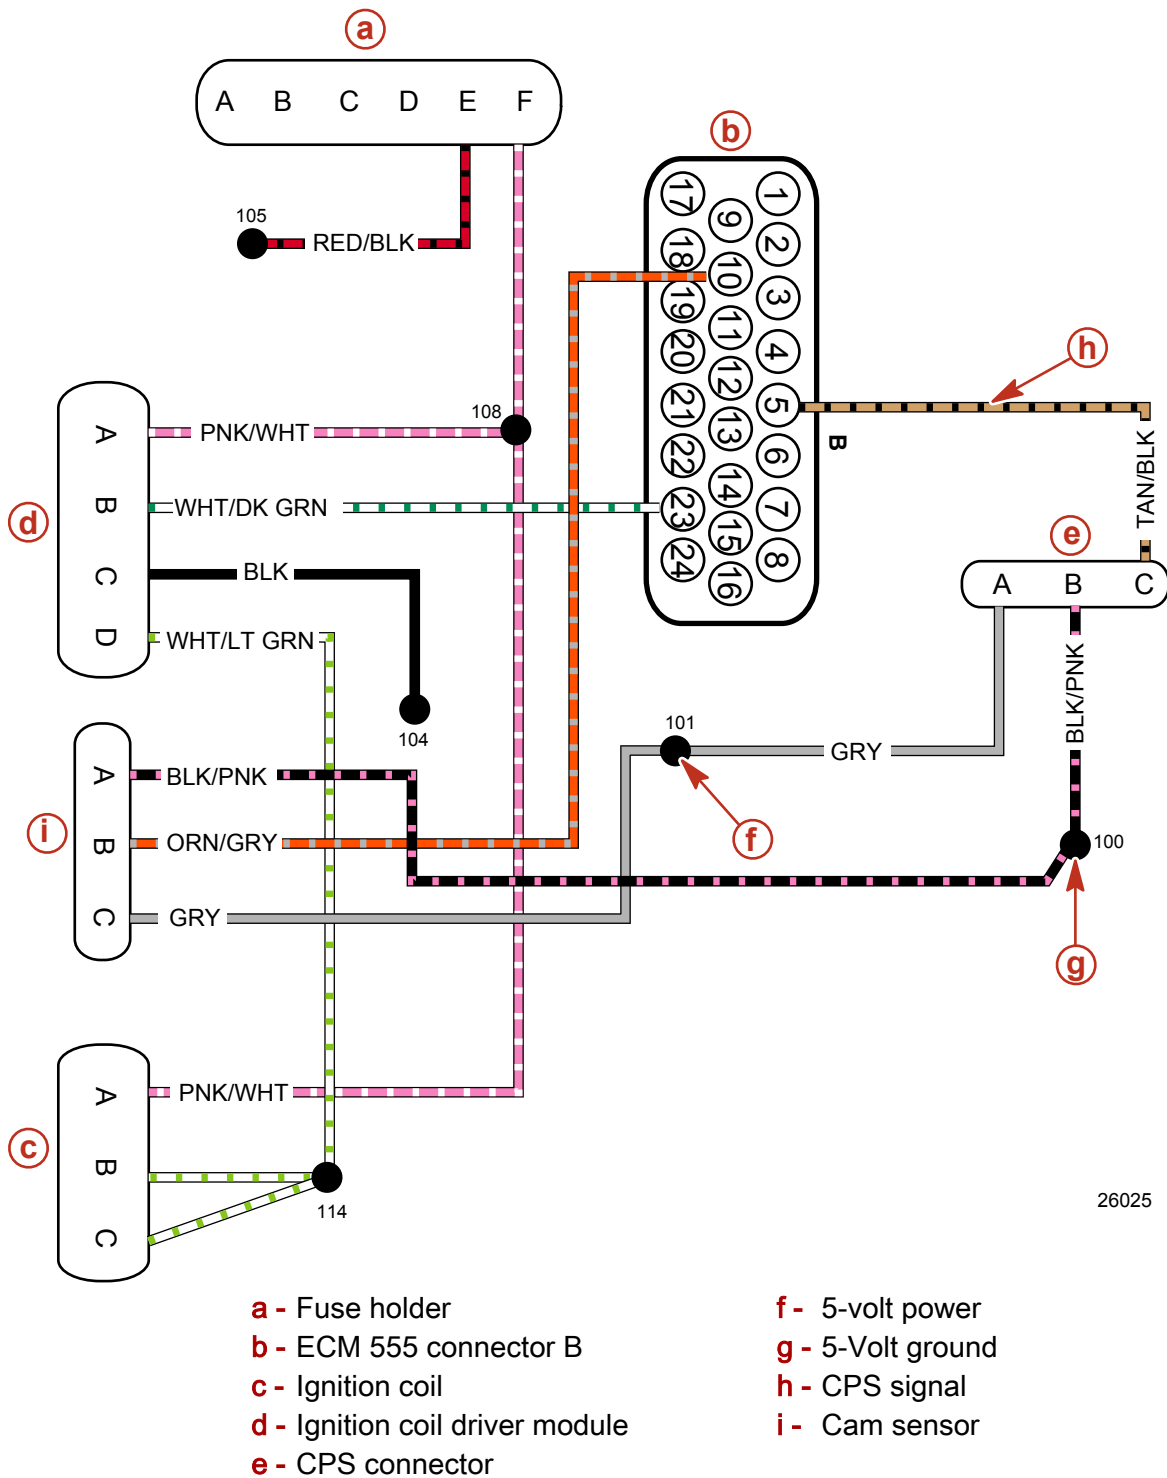 a
A B C D E F
b
105
RED/BLK
17 18 19 20 21 22 23 24
9 10 11 12 13 14 15 16
1 2 3 4 5 6 7 8
B
h
TAN/BLK
108
d
A PNK/WHT
B WHT/DK GRN
C BLK
D WHT/LT GRN
104
e
A B C
BLK/PNK
101
GRY
f
100
g
i
A BLK/PNK
B ORN/GRY
C GRY
c
A PNK/WHT
B
C
114
26025
a - Fuse holder
b - ECM 555 connector B
c - Ignition coil
d - Ignition coil driver module
e - CPS connector
f - 5-volt power
g - 5-Volt ground
h - CPS signal
i - Cam sensor